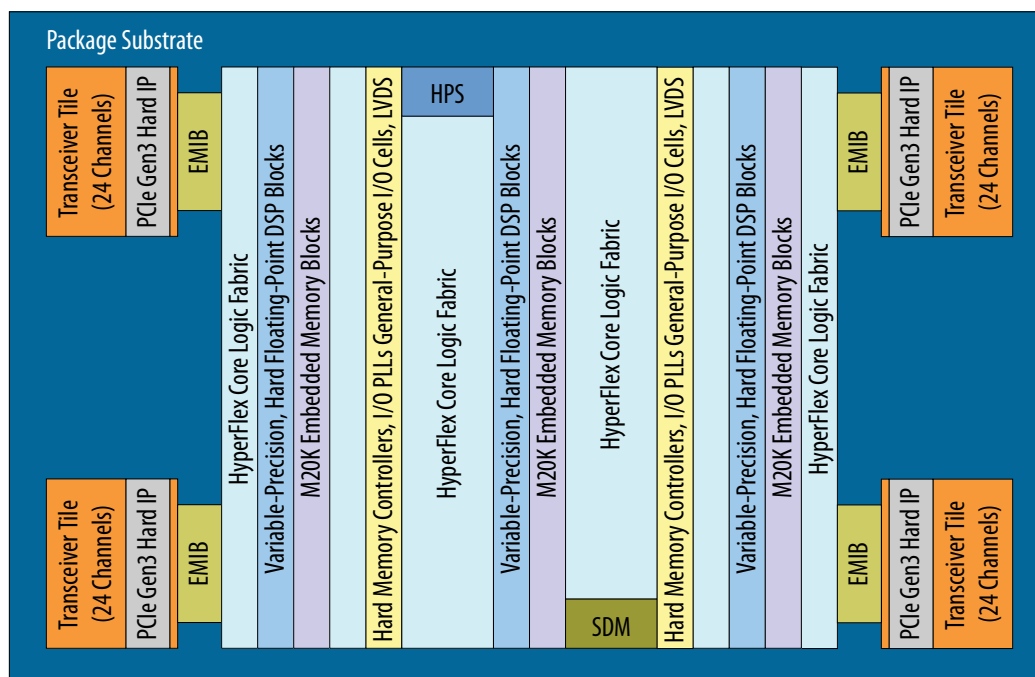 Package Substrate
Transceiver Tile
(24 Channels)
PCIe Gen3 Hard IP
EMIB
Transceiver Tile
(24 Channels)
PCIe Gen3 Hard IP
EMIB
HyperFlex Core Logic Fabric
Variable-Precision, Hard Floating-Point DSP Blocks
M20K Embedded Memory Blocks
Hard Memory Controllers, I/O PLLs General-Purpose I/O Cells, LVDS
HPS
HyperFlex Core Logic Fabric
Variable-Precision, Hard Floating-Point DSP Blocks
M20K Embedded Memory Blocks
HyperFlex Core Logic Fabric
SDM
Hard Memory Controllers, I/O PLLs General-Purpose I/O Cells, LVDS
Variable-Precision, Hard Floating-Point DSP Blocks
M20K Embedded Memory Blocks
HyperFlex Core Logic Fabric
EMIB
PCIe Gen3 Hard IP
Transceiver Tile
(24 Channels)
EMIB
PCIe Gen3 Hard IP
Transceiver Tile
(24 Channels)